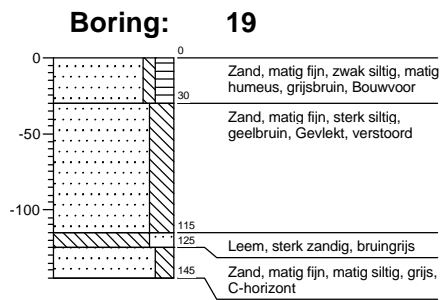 Boring: 19
0
0
Zand, matig fijn, zwak siltig, matig
humeus, grijsbruin, Bouwvoor
30
Zand, matig fijn, sterk siltig,
geelbruin, Gevlekt, verstoord
-50
-100
115
125
Leem, sterk zandig, bruingrijs
145
Zand, matig fijn, matig siltig, grijs,
C-horizont